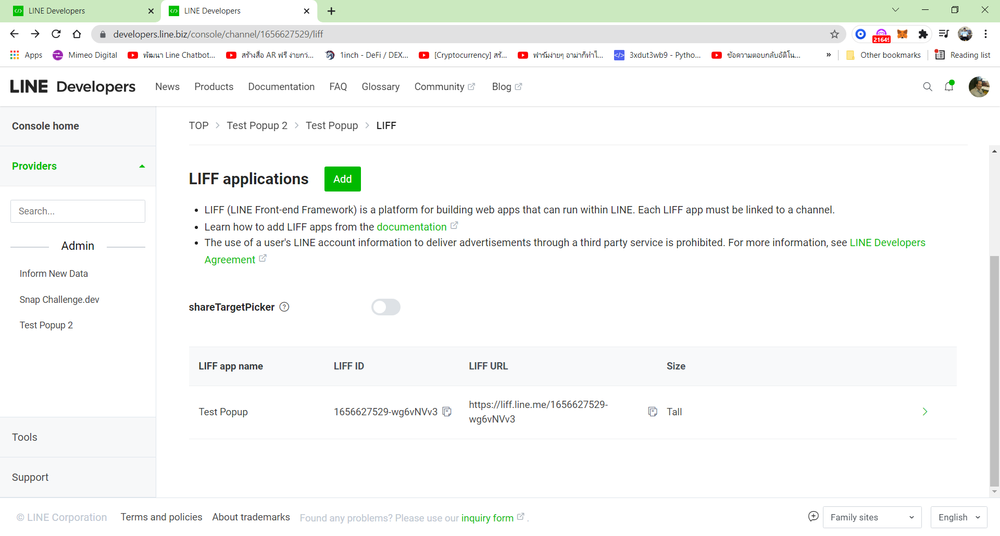 LINE Developers
LINE Developers
developers.line.biz/console/channel/1656627529/liff
21649
Apps
Mimeo Digital
พัฒนา Line Chatbot...
สร้างสื่อ AR ฟรี ง่ายกว่...
1inch - DeFi / DEX...
[Cryptocurrency] สร้...
ฟาร์มง่ายๆ อาม่าก็ทำไ...
3xdut3wb9 - Pytho...
ข้อความตอบกลับอัติโน...
»
Other bookmarks
Reading list
LINE Developers
News
Products
Documentation
FAQ
Glossary
Community
Blog
Console home
Providers
Search...
Admin
Inform New Data
Snap Challenge.dev
Test Popup 2
Tools
Support
TOP > Test Popup 2 > Test Popup > LIFF
LIFF applications
Add
• LIFF (LINE Front-end Framework) is a platform for building web apps that can run within LINE. Each LIFF app must be linked to a channel.
• Learn how to add LIFF apps from the documentation
• The use of a user's LINE account information to deliver advertisements through a third party service is prohibited. For more information, see LINE Developers
Agreement
shareTargetPicker ?
LIFF app name
LIFF ID
LIFF URL
Size
Test Popup
1656627529-wg6vNVv3
https://liff.line.me/1656627529-
wg6vNVv3
Tall
© LINE Corporation
Terms and policies
About trademarks
Found any problems? Please use our inquiry form .
Family sites
English